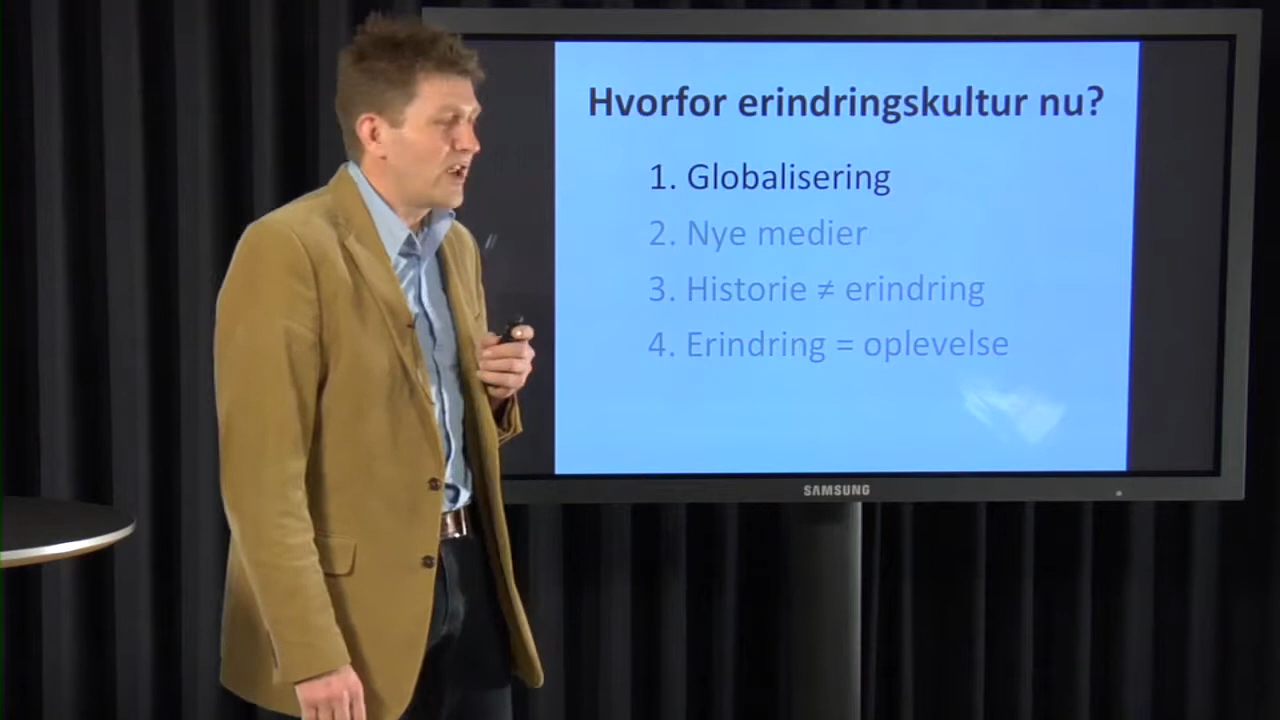 Hvorfor erindringskultur nu?
1. Globalisering
2. Nye medier
3. Historie ≠ erindring
4. Erindring = oplevelse
SAMSUNG